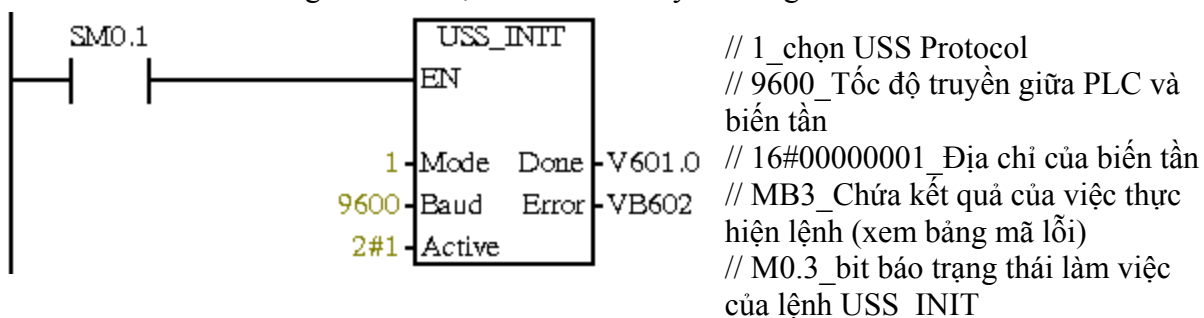 SM0.1
USS_INIT
EN
1 Mode Done V601.0
9600 Baud Error VB602
2#1 Active
// 1_chọn USS Protocol
// 9600_Tốc độ truyền giữa PLC và
biến tần
// 16#00000001_Địa chỉ của biến tần
// MB3_Chứa kết quả của việc thực
hiện lệnh (xem bảng mã lỗi)
// M0.3_bit báo trạng thái làm việc
của lệnh USS_INIT